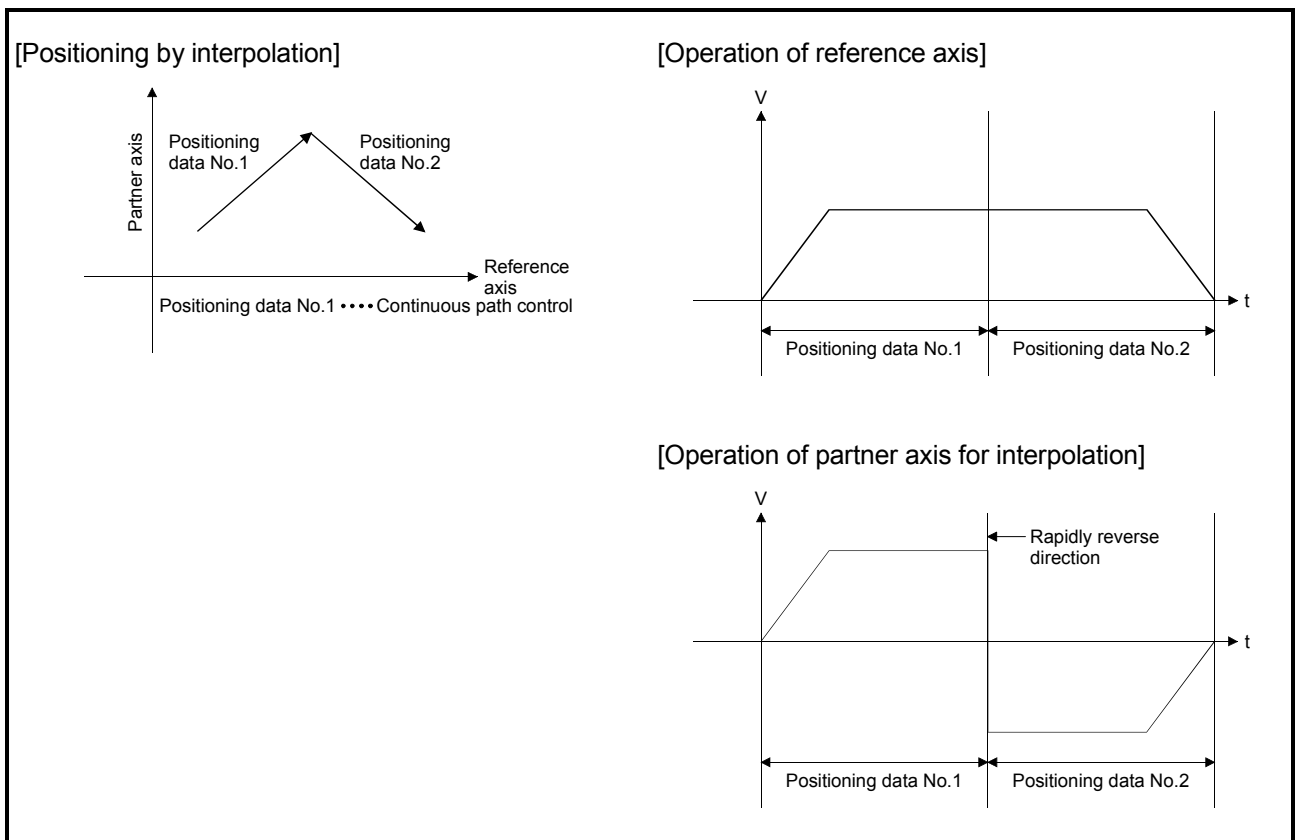 [Positioning by interpolation]
Partner axis
Positioning
data No.1
Positioning
data No.2
Reference
axis
Positioning data No.1 •••• Continuous path control
[Operation of reference axis]
V
t
Positioning data No.1
Positioning data No.2
[Operation of partner axis for interpolation]
V
Rapidly reverse
direction
t
Positioning data No.1
Positioning data No.2